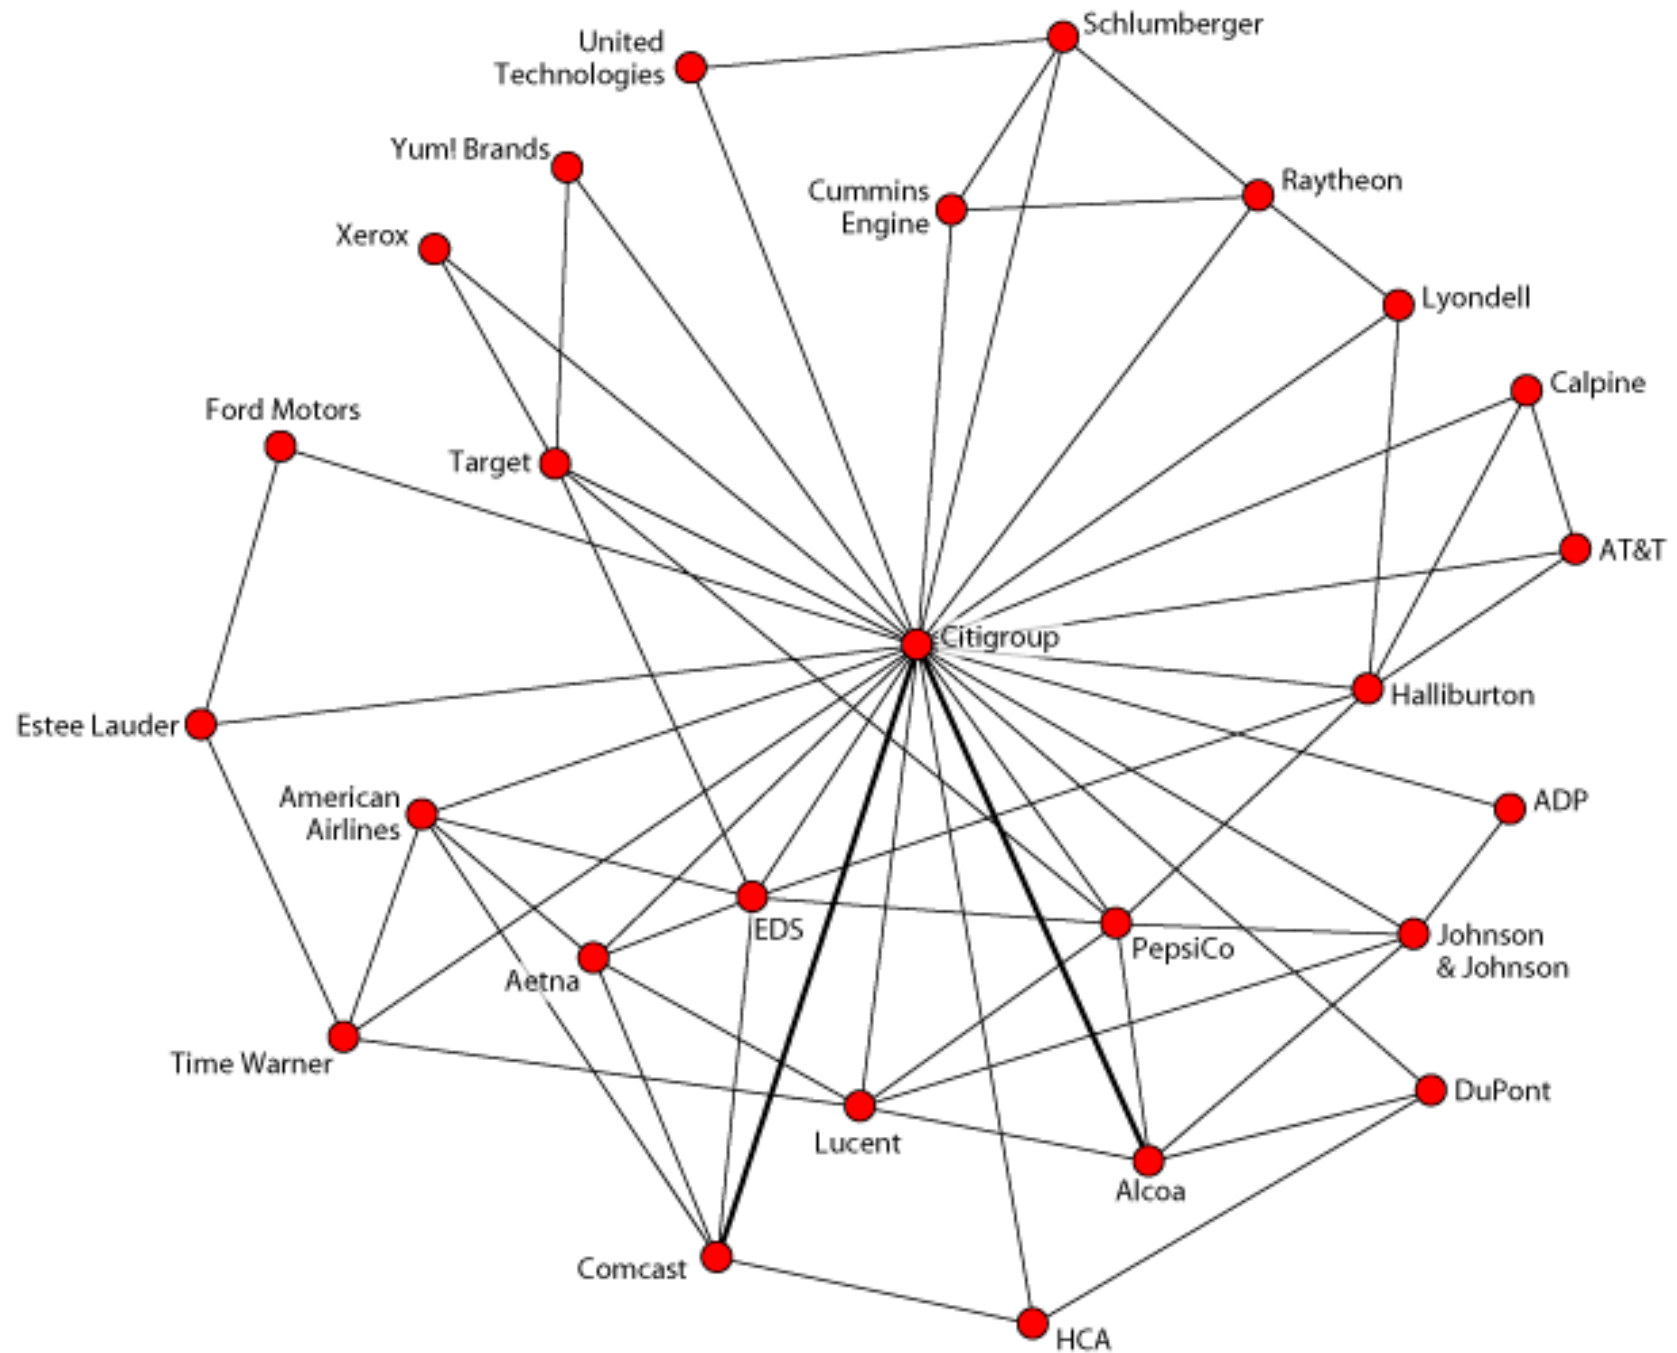 Schlumberger
United
Technologies
Yum! Brands
Cummins
Engine
Raytheon
Xerox
Lyondell
Calpine
Ford Motors
Target
AT&T
Citigroup
Halliburton
Estee Lauder
American
Airlines
ADP
EDS
PepsiCo
Johnson
& Johnson
Aetna
Time Warner
DuPont
Lucent
Alcoa
Comcast
HCA